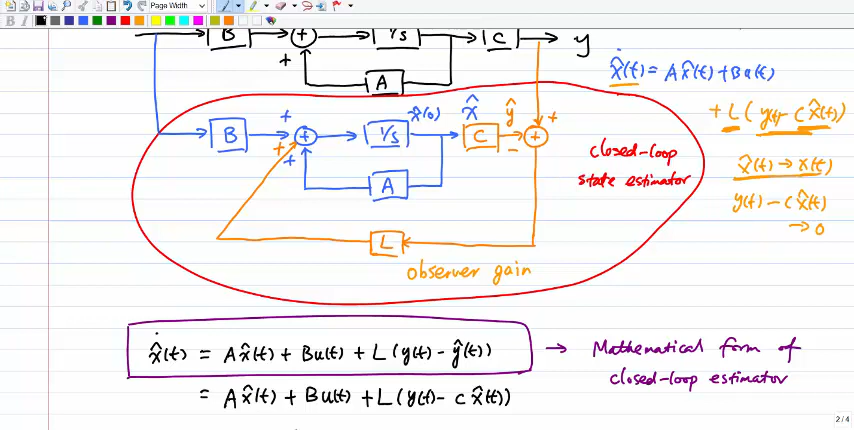 Page Width
B I
B
+
1/s
C
y
+
A
ẋ̂(t) = Ax̂(t) + Bu(t)
+ L ( y(t) - Cx̂(t) )
x̂(t) → x(t)
y(t) - Cx̂(t)
→ 0
+
B
+
+
+
1/s
x̂(0)
x̂
C
ŷ
-
+
+
A
L
observer gain
closed-loop
state estimator
ẋ̂(t) = Ax̂(t) + Bu(t) + L ( y(t) - ŷ(t) )
→ Mathematical form of
closed-loop estimator
= Ax̂(t) + Bu(t) + L ( y(t) - Cx̂(t) )
2 / 4